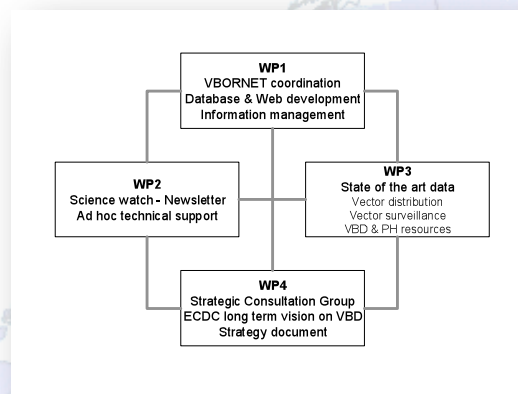 WP1
VBORNET coordination
Database & Web development
Information management
WP2
Science watch - Newsletter
Ad hoc technical support
WP3
State of the art data
Vector distribution
Vector surveillance
VBD & PH resources
WP4
Strategic Consultation Group
ECDC long term vision on VBD
Strategy document